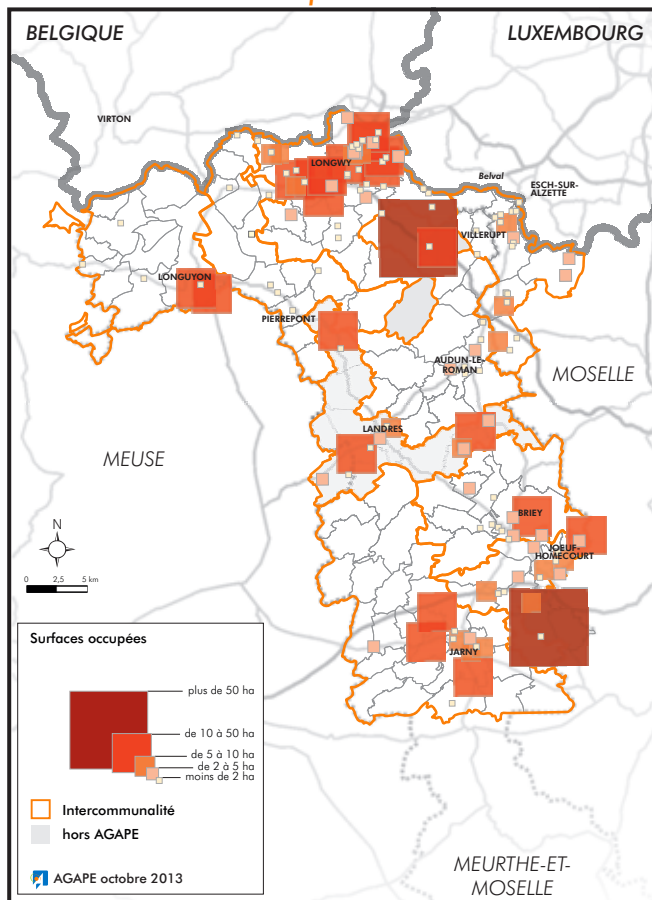 BELGIQUE
LUXEMBOURG
VIRTON
LONGWY
Belval
ESCH-SUR-
ALZETTE
VILLERUPT
LONGUYON
PIERREPONT
AUDUN-LE-
ROMAN
MOSELLE
LANDRES
MEUSE
BRIEY
N
JOEUF-
HOMECOURT
0 2,5 5 km
Surfaces occupées
JARNY
plus de 50 ha
de 10 à 50 ha
de 5 à 10 ha
de 2 à 5 ha
moins de 2 ha
Intercommunalité
hors AGAPE
AGAPE octobre 2013
MEURTHE-ET-
MOSELLE